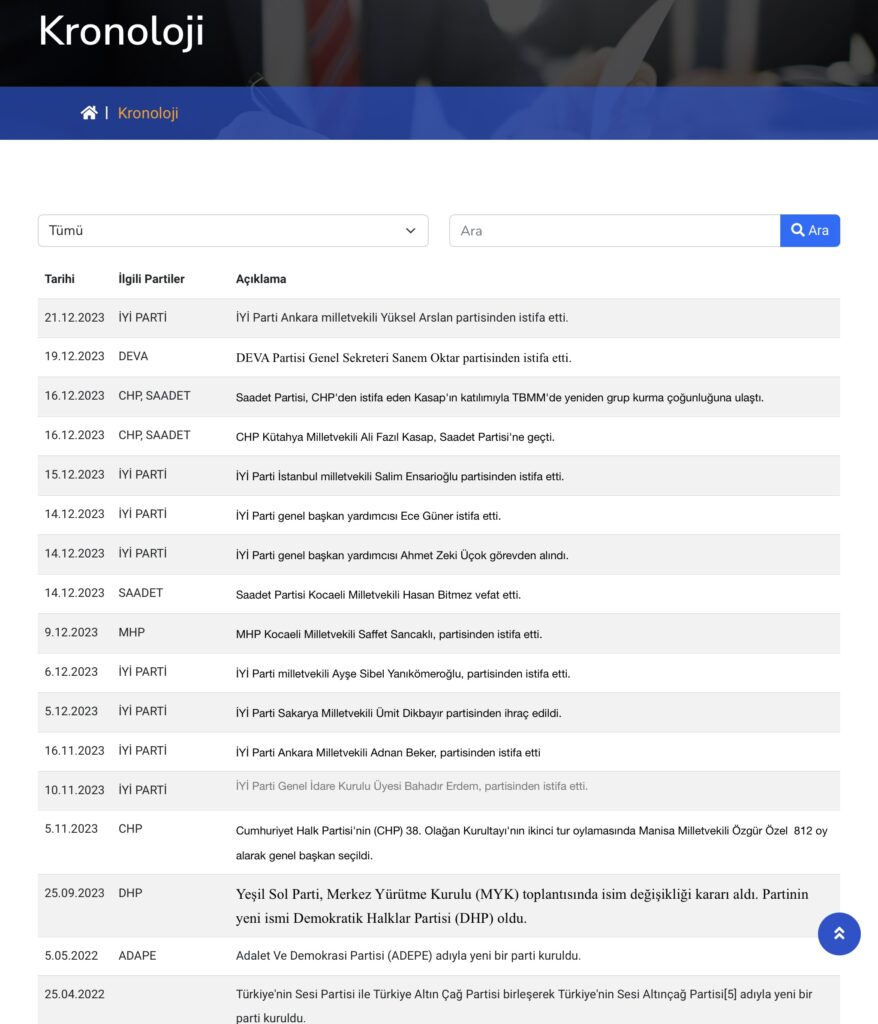 Kronoloji
| Kronoloji
Tümü
Ara
Ara
Tarihi İlgili Partiler Açıklama
21.12.2023 İYİ PARTİ İYİ Parti Ankara milletvekili Yüksel Arslan partisinden istifa etti.
19.12.2023 DEVA DEVA Partisi Genel Sekreteri Sanem Oktar partisinden istifa etti.
16.12.2023 CHP, SAADET Saadet Partisi, CHP'den istifa eden Kasap'ın katılımıyla TBMM'de yeniden grup kurma çoğunluğuna ulaştı.
16.12.2023 CHP, SAADET CHP Kütahya Milletvekili Ali Fazıl Kasap, Saadet Partisi'ne geçti.
15.12.2023 İYİ PARTİ İYİ Parti İstanbul milletvekili Salim Ensarioğlu partisinden istifa etti.
14.12.2023 İYİ PARTİ İYİ Parti genel başkan yardımcısı Ece Güner istifa etti.
14.12.2023 İYİ PARTİ İYİ Parti genel başkan yardımcısı Ahmet Zeki Üçok görevden alındı.
14.12.2023 SAADET Saadet Partisi Kocaeli Milletvekili Hasan Bitmez vefat etti.
9.12.2023 MHP MHP Kocaeli Milletvekili Saffet Sancaklı, partisinden istifa etti.
6.12.2023 İYİ PARTİ İYİ Parti milletvekili Ayşe Sibel Yanıkömeroğlu, partisinden istifa etti.
5.12.2023 İYİ PARTİ İYİ Parti Sakarya Milletvekili Ümit Dikbayır partisinden ihraç edildi.
16.11.2023 İYİ PARTİ İYİ Parti Ankara Milletvekili Adnan Beker, partisinden istifa etti
10.11.2023 İYİ PARTİ İYİ Parti Genel İdare Kurulu Üyesi Bahadır Erdem, partisinden istifa etti.
5.11.2023 CHP Cumhuriyet Halk Partisi'nin (CHP) 38. Olağan Kurultayı'nın ikinci tur oylamasında Manisa Milletvekili Özgür Özel 812 oy
alarak genel başkan seçildi.
25.09.2023 DHP Yeşil Sol Parti, Merkez Yürütme Kurulu (MYK) toplantısında isim değişikliği kararı aldı. Partinin
yeni ismi Demokratik Halklar Partisi (DHP) oldu.
5.05.2022 ADAPE Adalet Ve Demokrasi Partisi (ADEPE) adıyla yeni bir parti kuruldu.
25.04.2022 Türkiye'nin Sesi Partisi ile Türkiye Altın Çağ Partisi birleşerek Türkiye'nin Sesi Altınçağ Partisi[5] adıyla yeni bir
parti kuruldu.